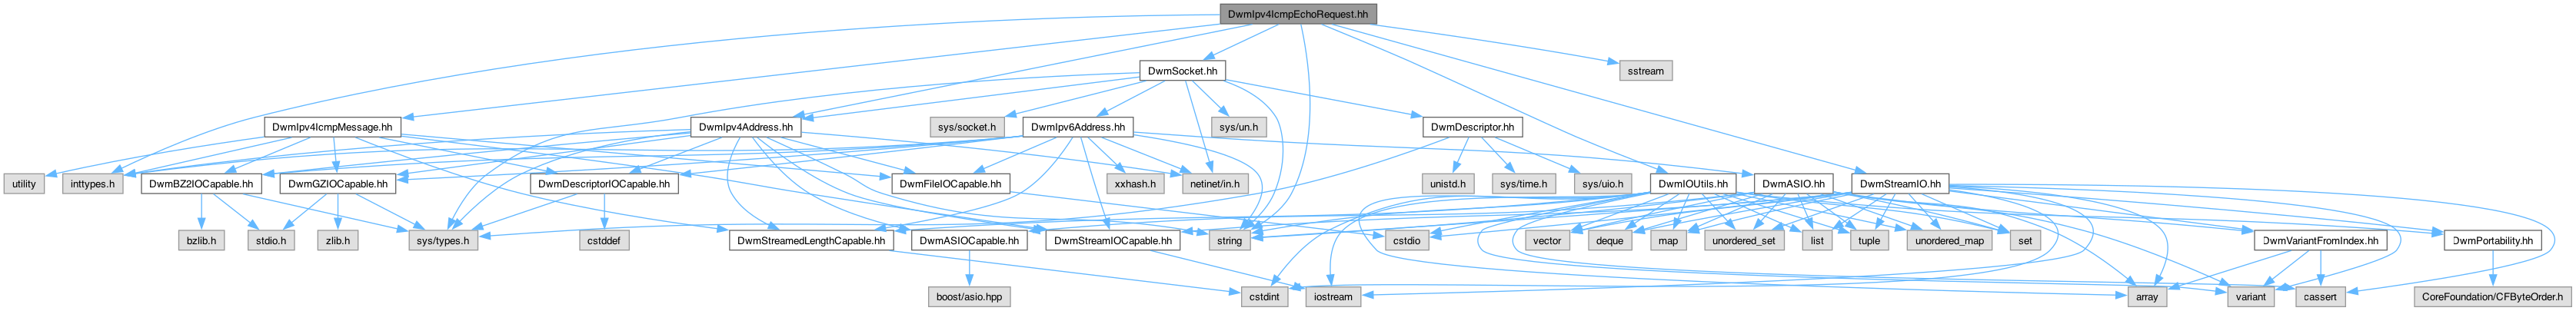 DwmIpv4IcmpEchoRequest.hh
DwmSocket.hh
sstream
DwmIpv4IcmpMessage.hh
DwmIpv4Address.hh
sys/socket.h
DwmIpv6Address.hh
sys/un.h
DwmDescriptor.hh
utility
inttypes.h
DwmBZ2IOCapable.hh
DwmGZIOCapable.hh
DwmDescriptorIOCapable.hh
DwmFileIOCapable.hh
xxhash.h
netinet/in.h
unistd.h
sys/time.h
sys/uio.h
DwmIOUtils.hh
DwmASIO.hh
DwmStreamIO.hh
bzlib.h
stdio.h
zlib.h
sys/types.h
cstddef
DwmStreamedLengthCapable.hh
DwmASIOCapable.hh
DwmStreamIOCapable.hh
string
cstdio
vector
deque
map
unordered_set
list
tuple
unordered_map
set
DwmVariantFromIndex.hh
DwmPortability.hh
boost/asio.hpp
cstdint
iostream
array
variant
cassert
CoreFoundation/CFByteOrder.h